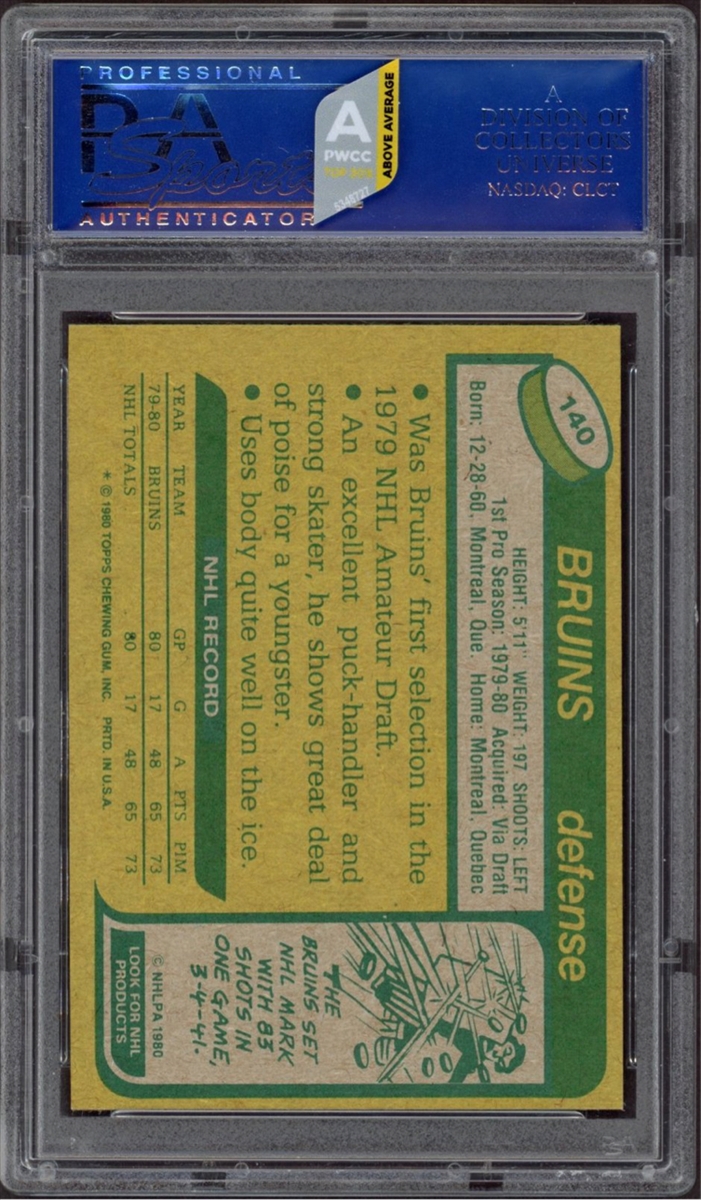 PROFESSIONAL
PSA
Sports
AUTHENTICATOR
A
PWCC
ABOVE AVERAGE
A
DIVISION OF
COLLECTORS
UNIVERSE
NASDAQ: CLCT
140
BRUINS defense
HEIGHT: 5'11" WEIGHT: 197 SHOOTS: LEFT
1st Pro Season: 1979-80 Acquired: Via Draft
Born: 12-28-60, Montreal, Que. Home: Montreal, Quebec
● Was Bruins' first selection in the
1979 NHL Amateur Draft.
● An excellent puck-handler and
strong skater, he shows great deal
of poise for a youngster.
● Uses body quite well on the ice.
NHL RECORD
YEAR TEAM GP G A PTS PIM
79-80 BRUINS 80 17 48 65 73
NHL TOTALS 80 17 48 65 73
* © 1980 TOPPS CHEWING GUM, INC. PRTD. IN U.S.A.
THE
BRUINS SET
NHL MARK
WITH 83
SHOTS IN
ONE GAME,
3-4-41.
© NHLPA 1980
LOOK FOR NHL
PRODUCTS